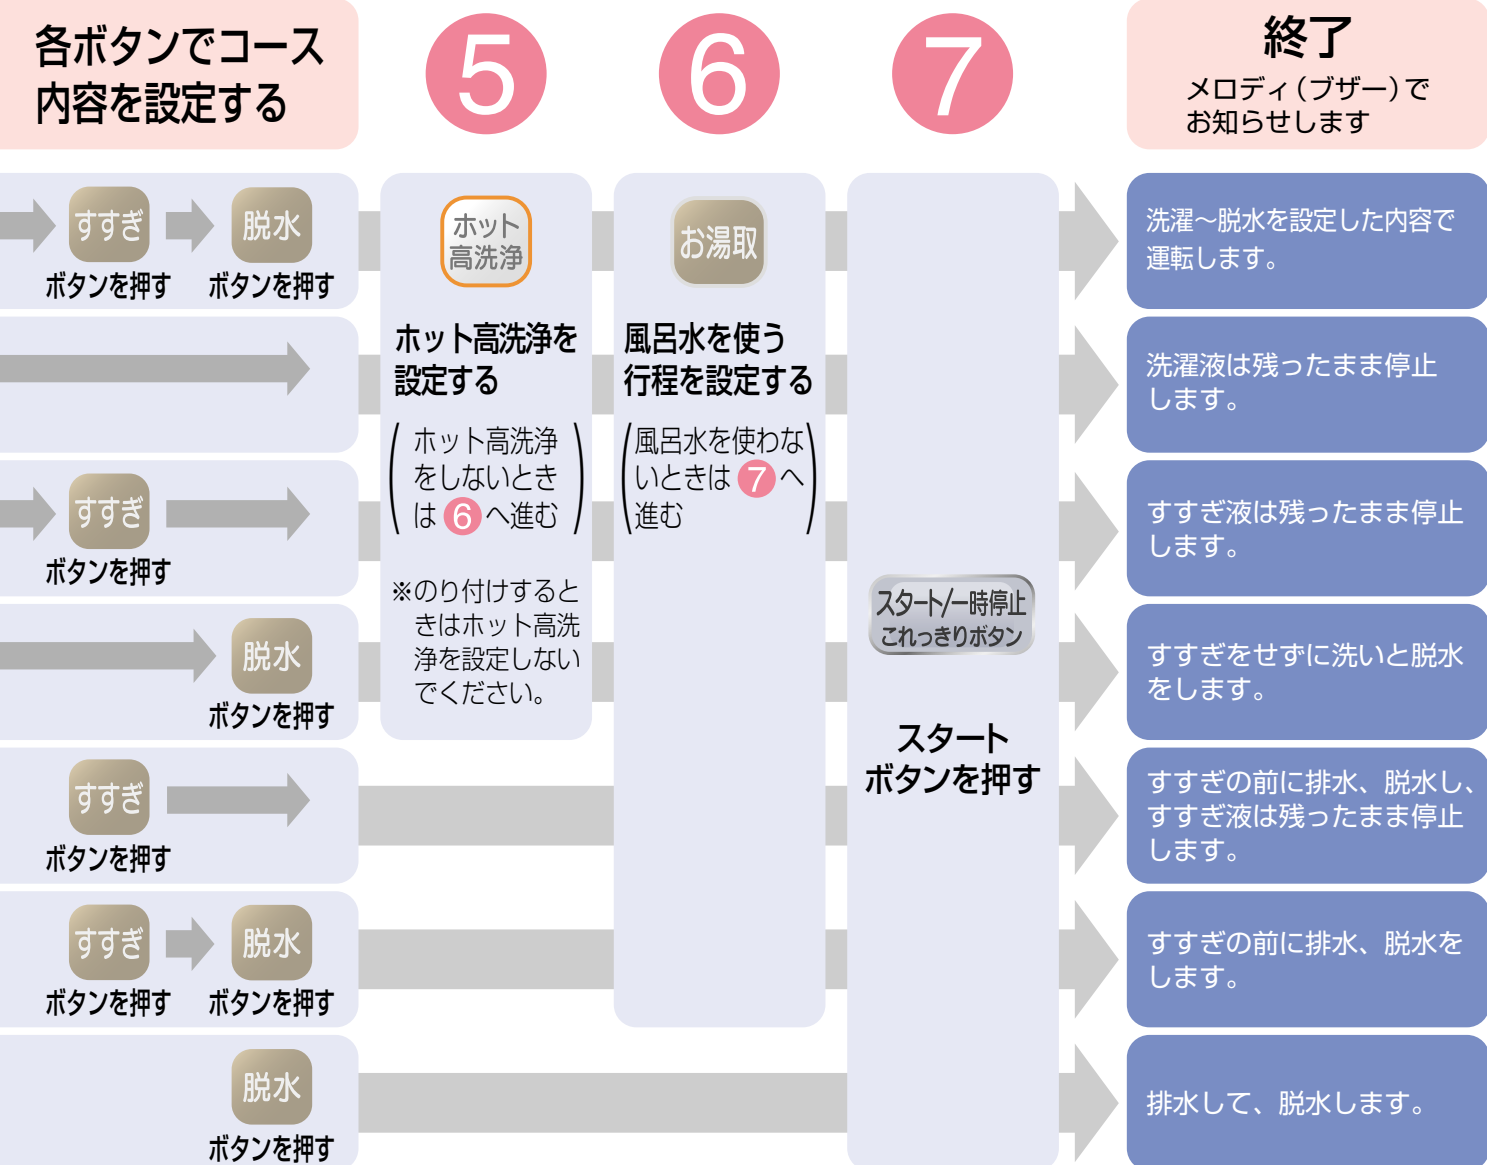 各ボタンでコース
内容を設定する
5
6
7
終了
メロディ(ブザー)で
お知らせします
すすぎ
ボタンを押す
脱水
ボタンを押す
ホット
高洗浄
ホット高洗浄を
設定する
(ホット高洗浄
をしないとき
は6へ進む)
※のり付けすると
きはホット高洗
浄を設定しない
でください。
お湯取
風呂水を使う
行程を設定する
(風呂水を使わな
いときは7へ
進む)
スタート/一時停止
これっきりボタン
スタート
ボタンを押す
洗濯〜脱水を設定した内容で
運転します。
洗濯液は残ったまま停止
します。
すすぎ
ボタンを押す
すすぎ液は残ったまま停止
します。
脱水
ボタンを押す
すすぎをせずに洗いと脱水
をします。
すすぎ
ボタンを押す
すすぎの前に排水、脱水し、
すすぎ液は残ったまま停止
します。
すすぎ
ボタンを押す
脱水
ボタンを押す
すすぎの前に排水、脱水を
します。
脱水
ボタンを押す
排水して、脱水します。